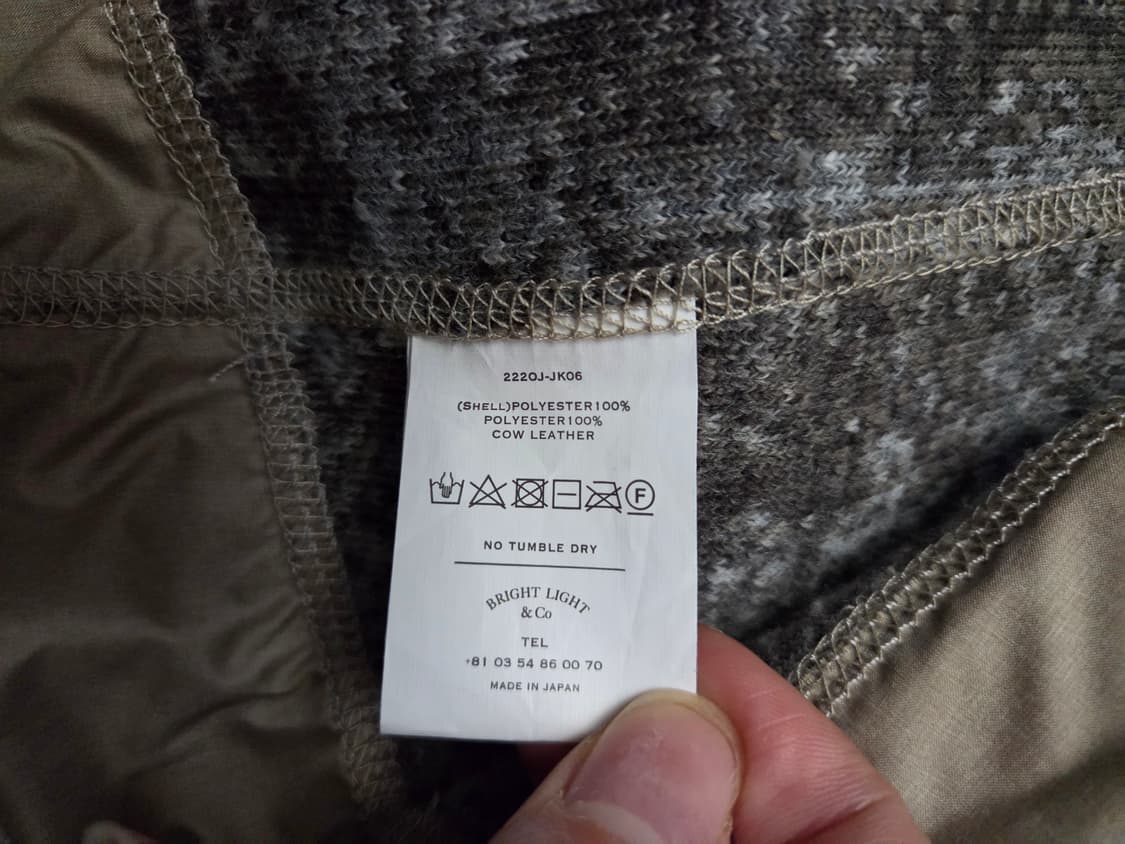 2220J-JK06
(SHELL)POLYESTER100%
POLYESTER100%
COW LEATHER
F
NO TUMBLE DRY
BRIGHT LIGHT
& Co
TEL
+81 03 54 86 00 70
MADE IN JAPAN